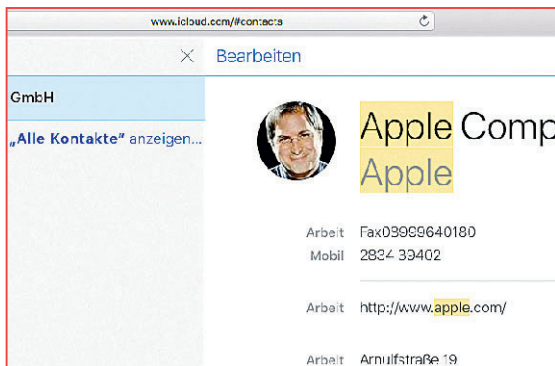 www.icloud.com/#contacts
Bearbeiten
GmbH
„Alle Kontakte“ anzeigen...
Apple Comp
Apple
Arbeit Fax08999640180
Mobil 2834 39402
Arbeit http://www.apple.com/
Arbeit Arnulfstraße 19